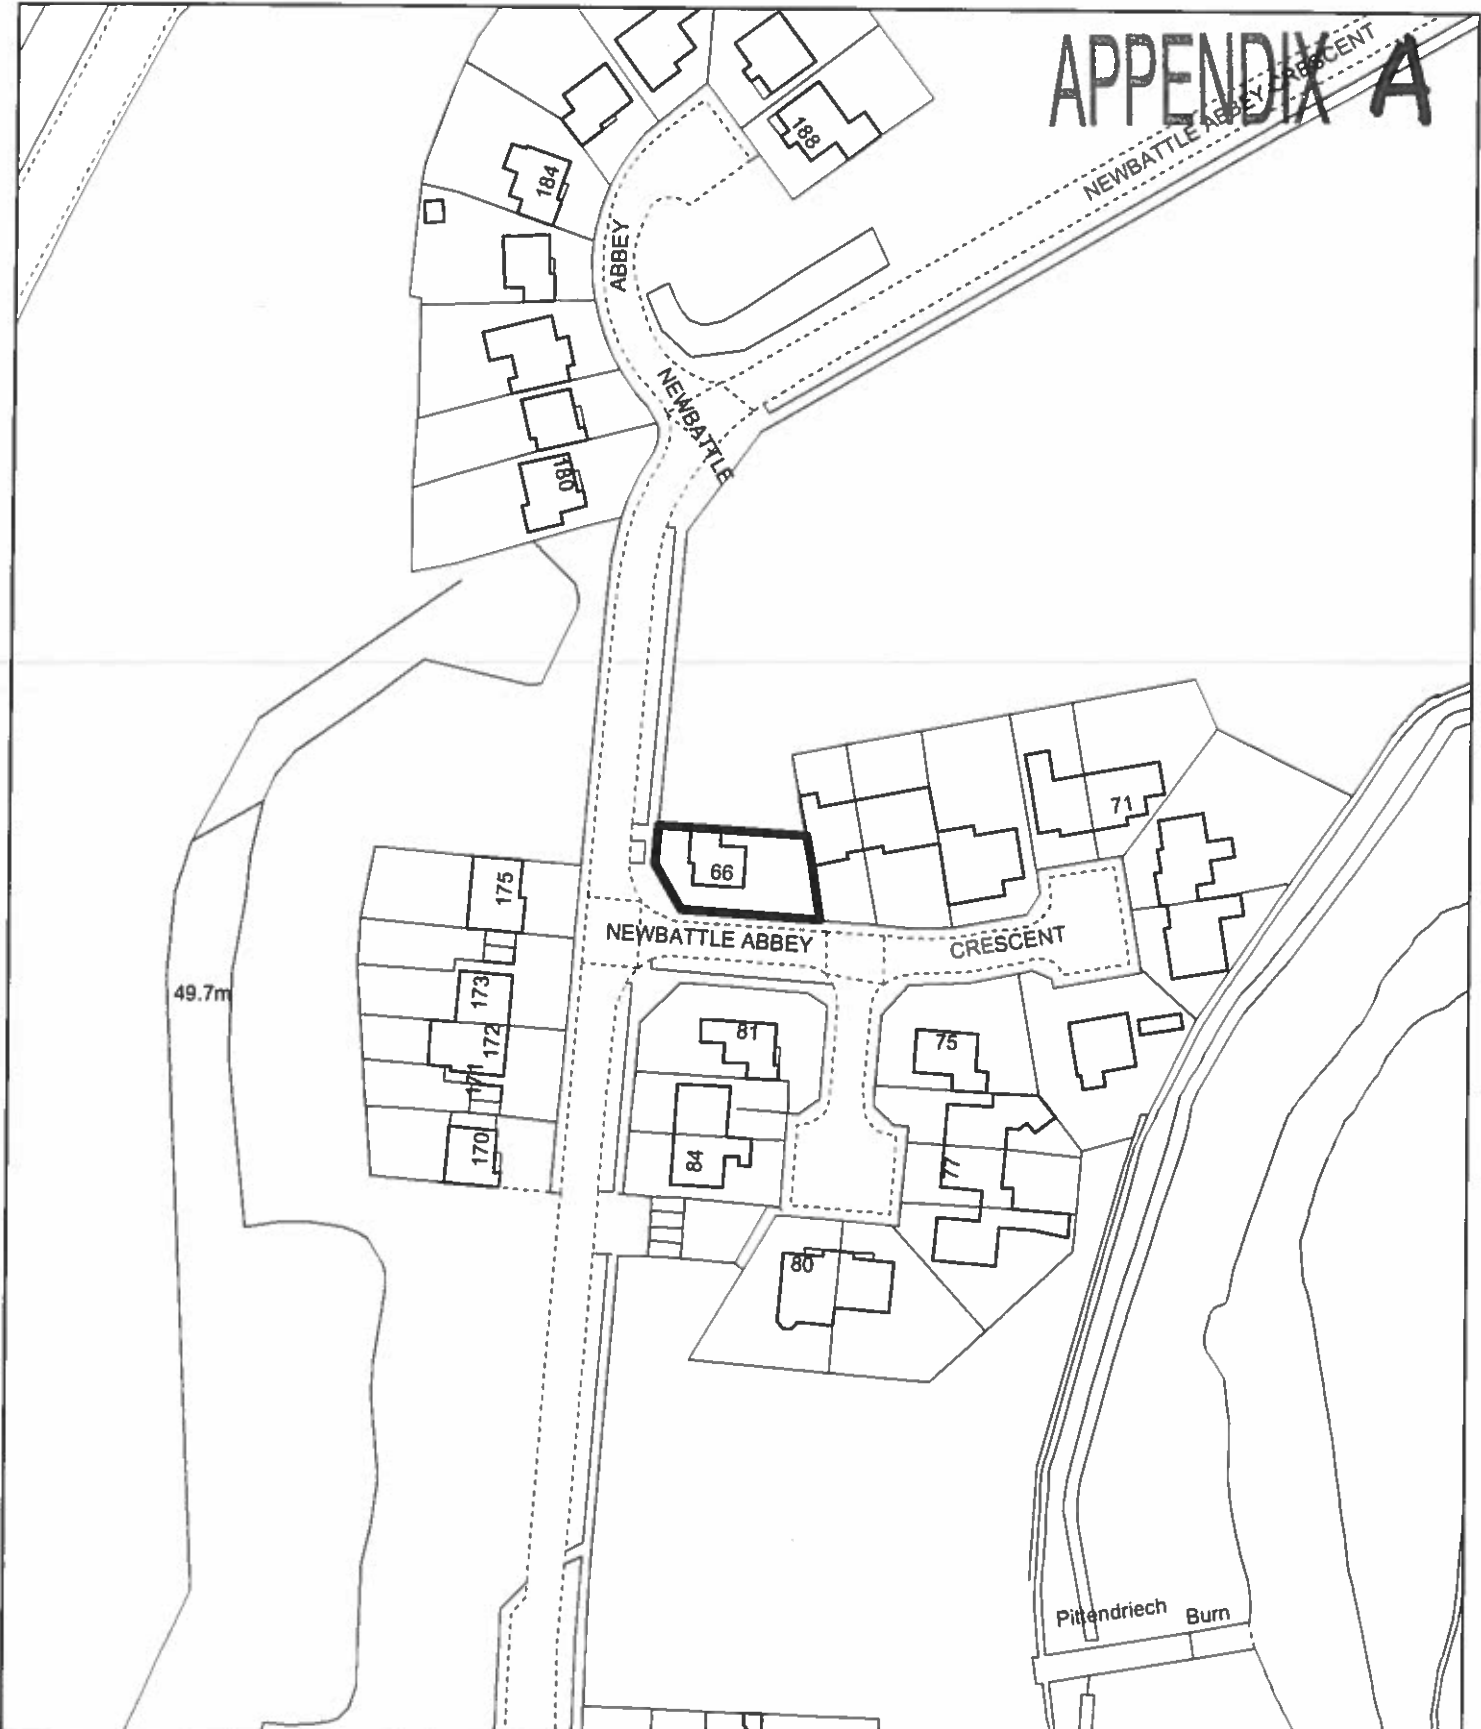 APPENDIX A
NEWBATTLE ABBEY CRESCENT
188
184
ABBEY
NEWBATTLE
180
71
66
175
NEWBATTLE ABBEY
CRESCENT
49.7m
173
81
75
172
171
170
84
77
80
Pittendriech Burn